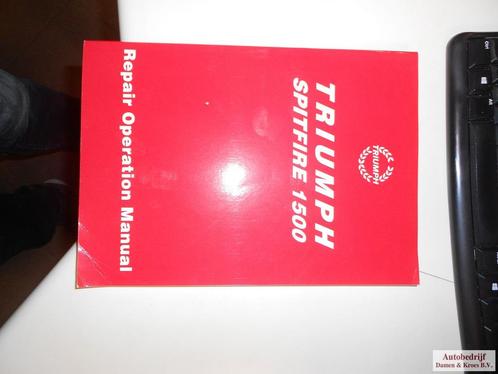 TRIUMPH
TRIUMPH
SPITFIRE 1500
Repair Operation Manual
Autobedrijf
Damen & Kroes B.V.